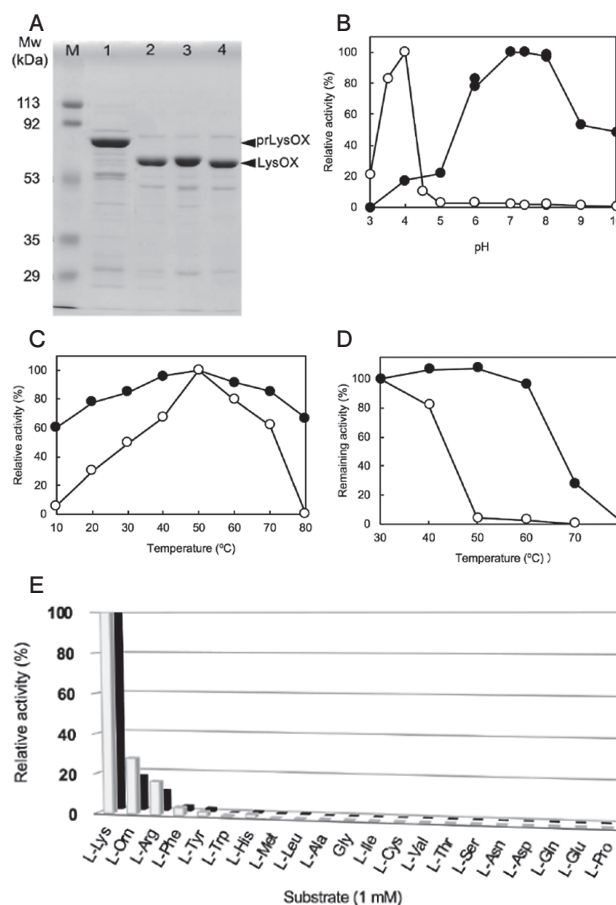 A
Mw
(kDa)
M 1 2 3 4
113
92
53
35
29
prLysOX
LysOX
B
Relative activity (%)
100
80
60
40
20
0
3 4 5 6 7 8 9 1
pH
C
Relative activity (%)
100
80
60
40
20
0
10 20 30 40 50 60 70 80
Temperature (ºC)
D
Remaining activity (%)
100
80
60
40
20
0
30 40 50 60 70
Temperature (ºC) )
E
Relative activity (%)
100
80
60
40
20
0
L-Lys
L-Orn
L-Arg
L-Phe
L-Tyr
L-Trp
L-His
L-Met
L-Leu
L-Ala
Gly
L-Ile
L-Cys
L-Val
L-Thr
L-Ser
L-Asn
L-Asp
L-Gln
L-Glu
L-Pro
Substrate (1 mM)